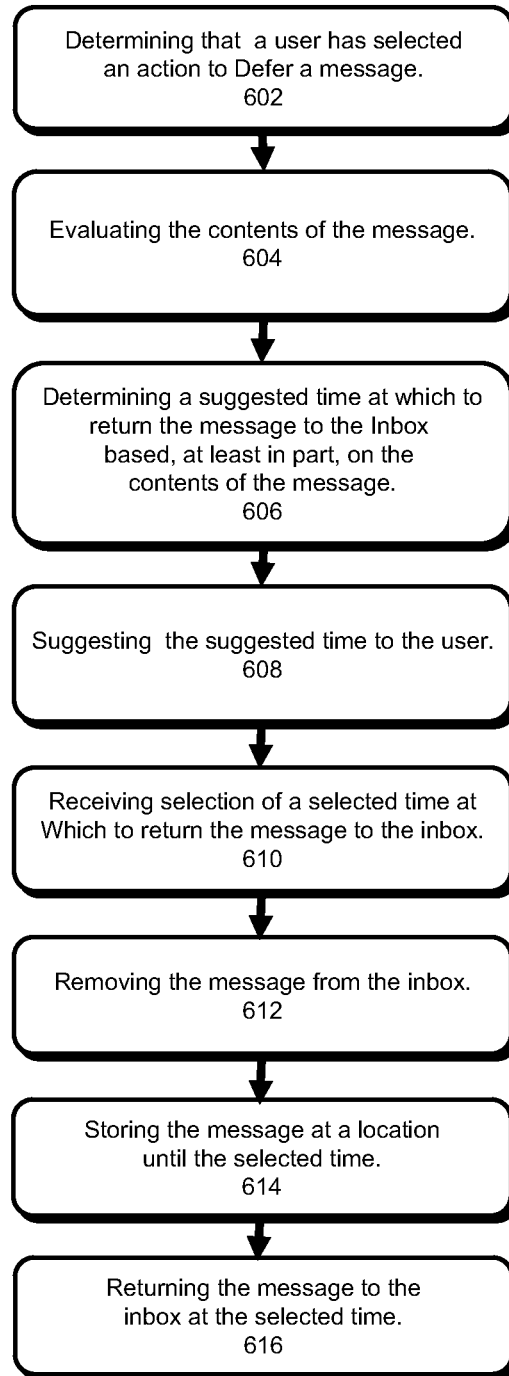 Determining that a user has selected
an action to Defer a message.
602
Evaluating the contents of the message.
604
Determining a suggested time at which to
return the message to the Inbox
based, at least in part, on the
contents of the message.
606
Suggesting the suggested time to the user.
608
Receiving selection of a selected time at
Which to return the message to the inbox.
610
Removing the message from the inbox.
612
Storing the message at a location
until the selected time.
614
Returning the message to the
inbox at the selected time.
616